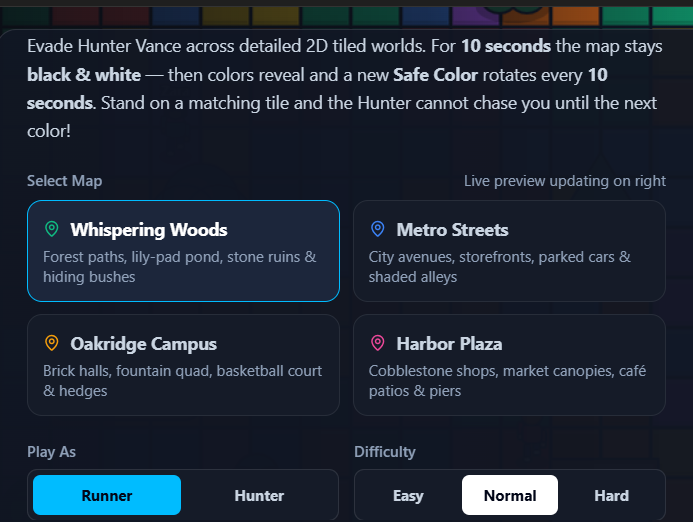 Evade Hunter Vance across detailed 2D tiled worlds. For 10 seconds the map stays
black & white — then colors reveal and a new Safe Color rotates every 10
seconds. Stand on a matching tile and the Hunter cannot chase you until the next
color!
Select Map
Live preview updating on right
Whispering Woods
Forest paths, lily-pad pond, stone ruins &
hiding bushes
Metro Streets
City avenues, storefronts, parked cars &
shaded alleys
Oakridge Campus
Brick halls, fountain quad, basketball court
& hedges
Harbor Plaza
Cobblestone shops, market canopies, café
patios & piers
Play As
Runner
Hunter
Difficulty
Easy
Normal
Hard